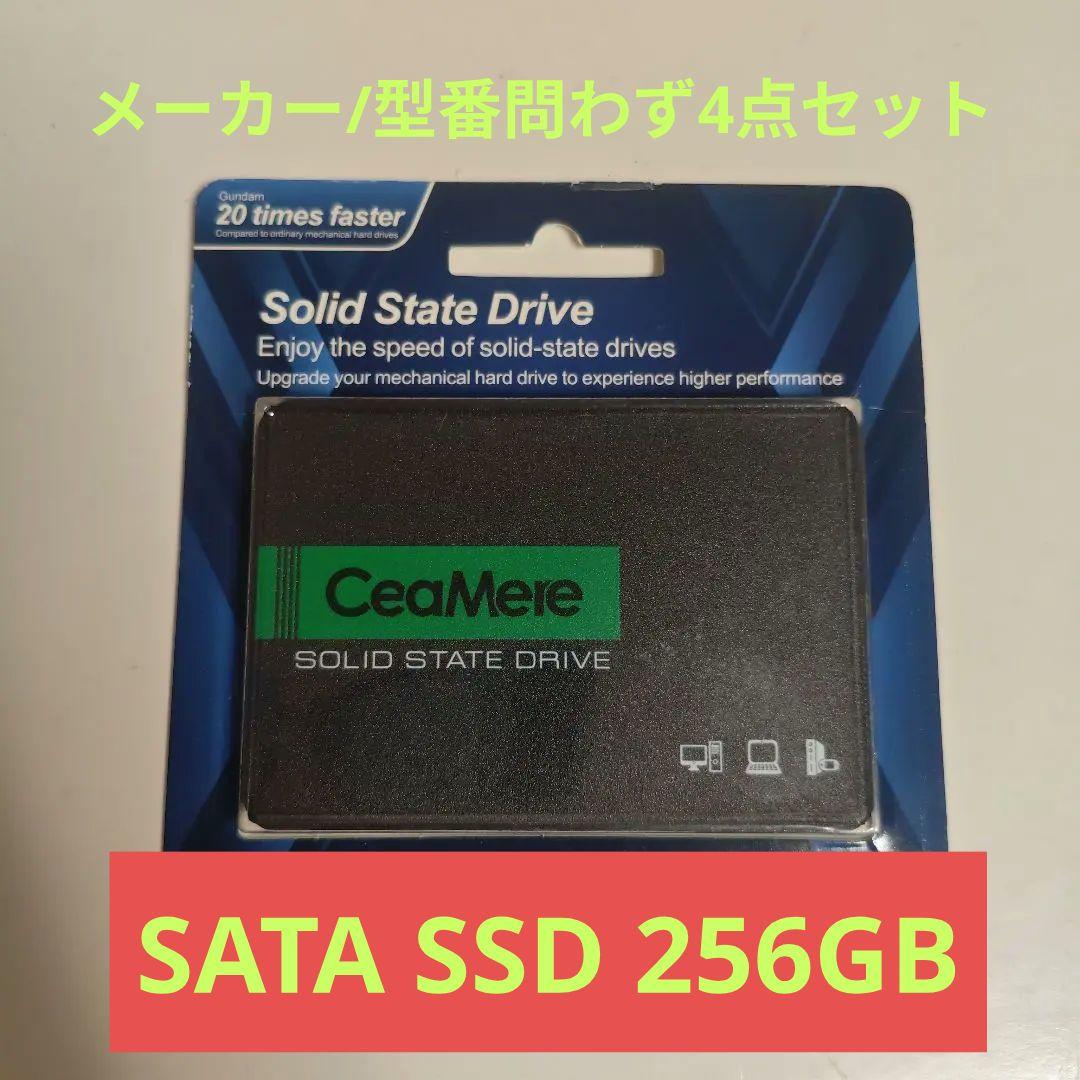 メーカー/型番問わず4点セット
Gundam
20 times faster
Compared to ordinary mechanical hard drives
Solid State Drive
Enjoy the speed of solid-state drives
Upgrade your mechanical hard drive to experience higher performance
CeaMere
SOLID STATE DRIVE
SATA SSD 256GB